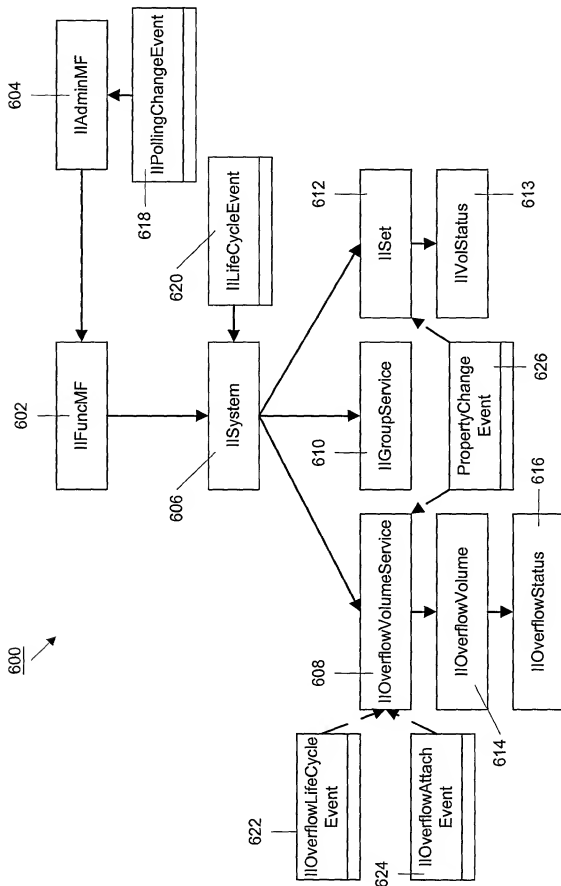 600
602
604
IIFuncMF
IIAdminMF
IIPollingChangeEvent
618
620
IILifeCycleEvent
IISystem
606
612
IISet
IIVolStatus
613
610
IIGroupService
PropertyChange
Event
626
608
IIOverflowVolumeService
IIOverflowVolume
614
IIOverflowStatus
616
IIOverflowLifeCycle
Event
622
IIOverflowAttach
Event
624